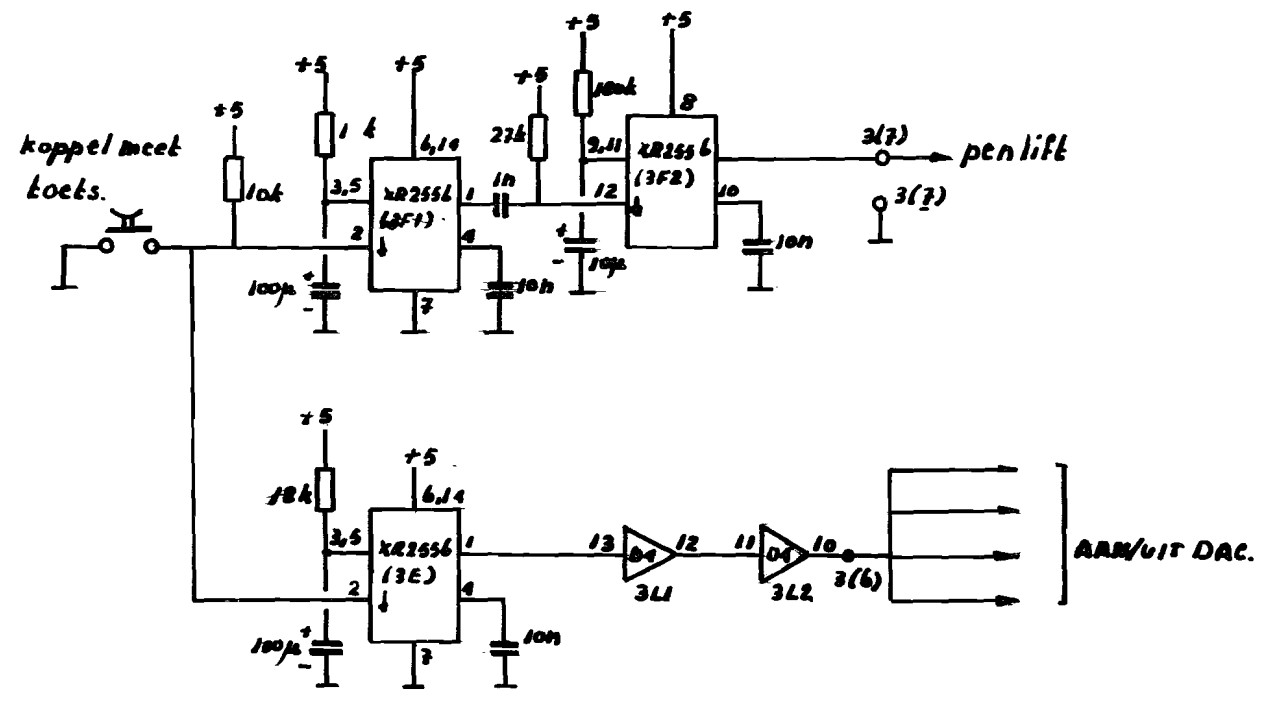 +5
+5
+5
+5
+5
+5
koppel meet
toets.
10k
1 k
27k
180k
6,14
8
3,5
XR2556
(3F1)
1
1n
9,11
XR2556
(3F2)
12
10
3(7)
pen lift
3(7)
2
4
100µ
+
-
7
10n
+
-
10µ
10n
+5
+5
18k
6,14
3,5
XR2556
(3E)
1
13
04
12
11
04
10
3L1
3L2
3(6)
AAN/UIT DAC.
2
4
+
-
100µ
7
10n